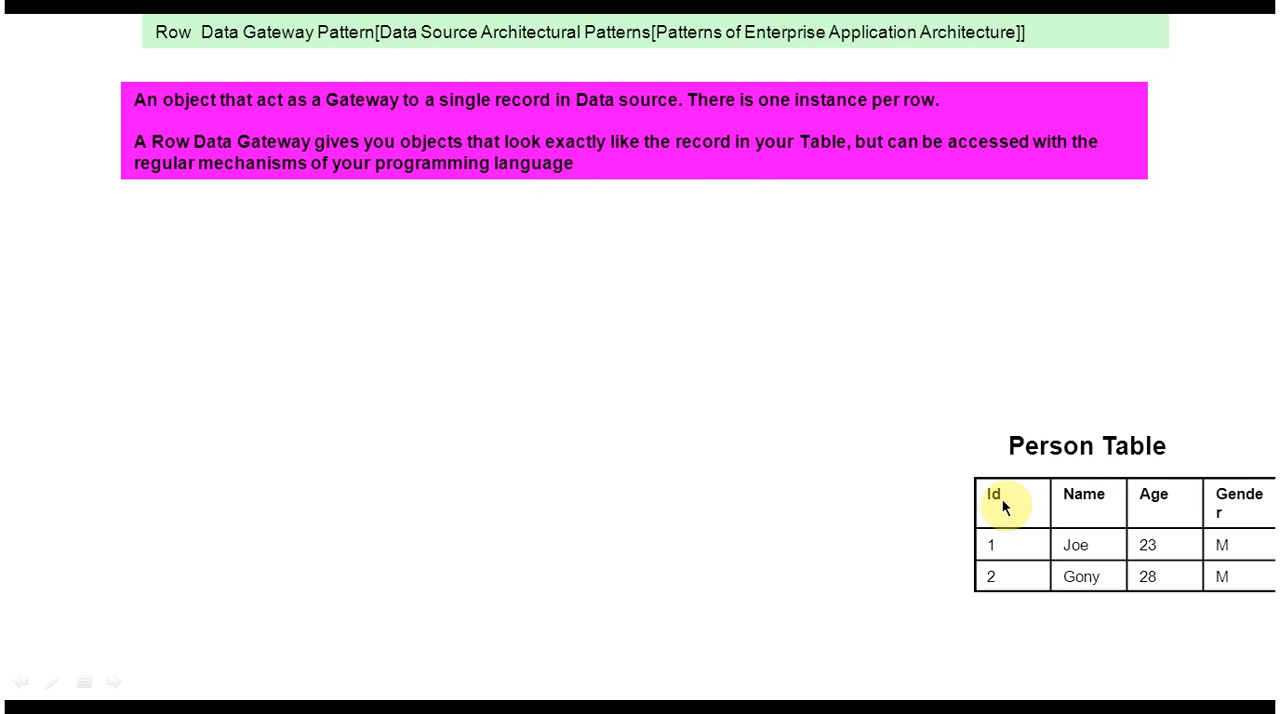 Row  Data Gateway Pattern[Data Source Architectural Patterns[Patterns of Enterprise Application Architecture]]
An object that act as a Gateway to a single record in Data source. There is one instance per row.
A Row Data Gateway gives you objects that look exactly like the record in your Table, but can be accessed with the
regular mechanisms of your programming language
Person Table
Id Name Age Gende
r
1 Joe 23 M
2 Gony 28 M